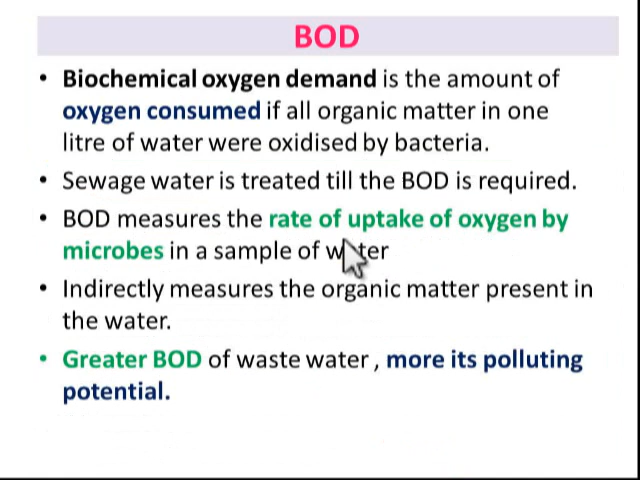 BOD
• Biochemical oxygen demand is the amount of
oxygen consumed if all organic matter in one
litre of water were oxidised by bacteria.
• Sewage water is treated till the BOD is required.
• BOD measures the rate of uptake of oxygen by
microbes in a sample of water
• Indirectly measures the organic matter present in
the water.
• Greater BOD of waste water , more its polluting
potential.